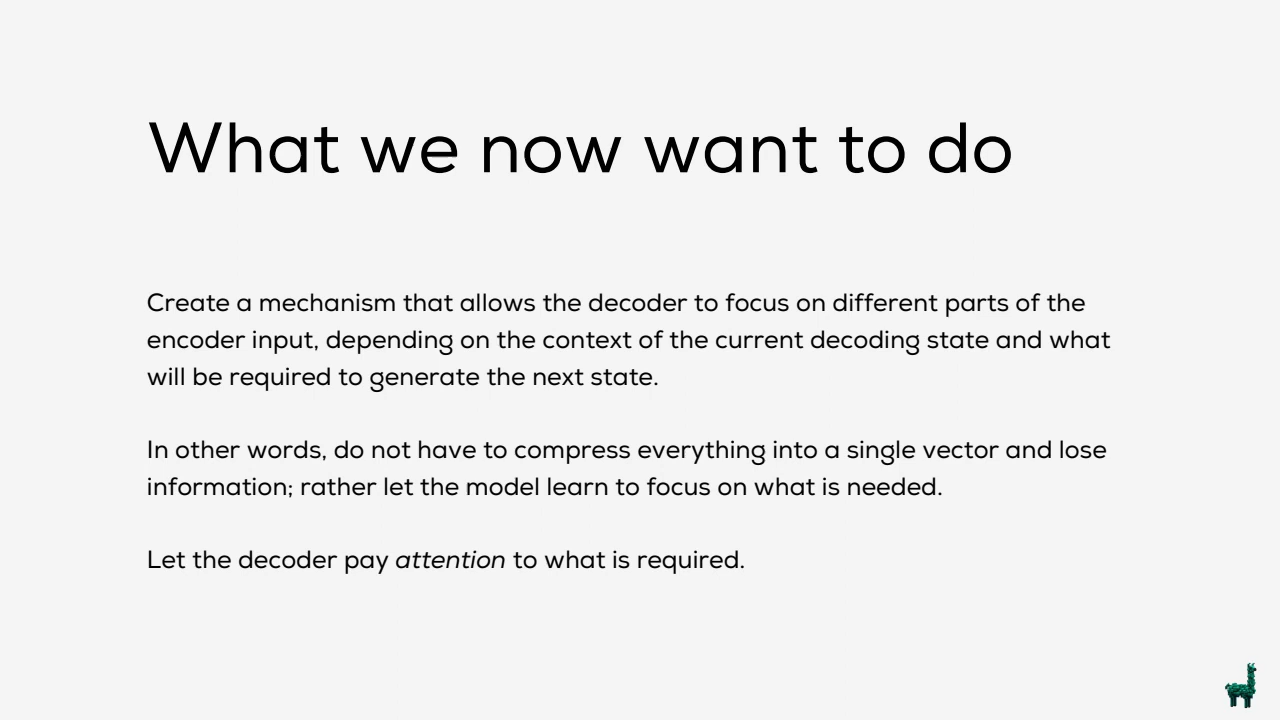 What we now want to do
Create a mechanism that allows the decoder to focus on different parts of the
encoder input, depending on the context of the current decoding state and what
will be required to generate the next state.
In other words, do not have to compress everything into a single vector and lose
information; rather let the model learn to focus on what is needed.
Let the decoder pay attention to what is required.